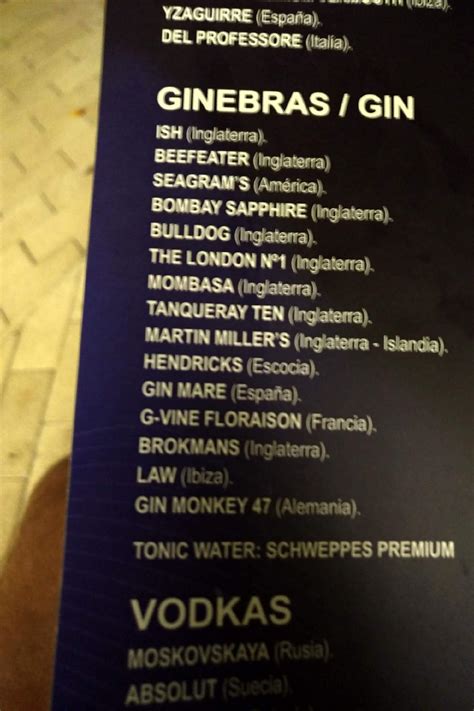 (Ibiza).
YZAGUIRRE (España).
DEL PROFESSORE (Italia).
GINEBRAS / GIN
ISH (Inglaterra).
BEEFEATER (Inglaterra)
SEAGRAM'S (América).
BOMBAY SAPPHIRE (Inglaterra).
BULLDOG (Inglaterra).
THE LONDON Nº1 (Inglaterra).
MOMBASA (Inglaterra).
TANQUERAY TEN (Inglaterra).
MARTIN MILLER'S (Inglaterra - Islandia).
HENDRICKS (Escocia).
GIN MARE (España).
G-VINE FLORAISON (Francia).
BROKMANS (Inglaterra).
LAW (Ibiza).
GIN MONKEY 47 (Alemania).
TONIC WATER: SCHWEPPES PREMIUM
VODKAS
MOSKOVSKAYA (Rusia).
ABSOLUT (Suecia).